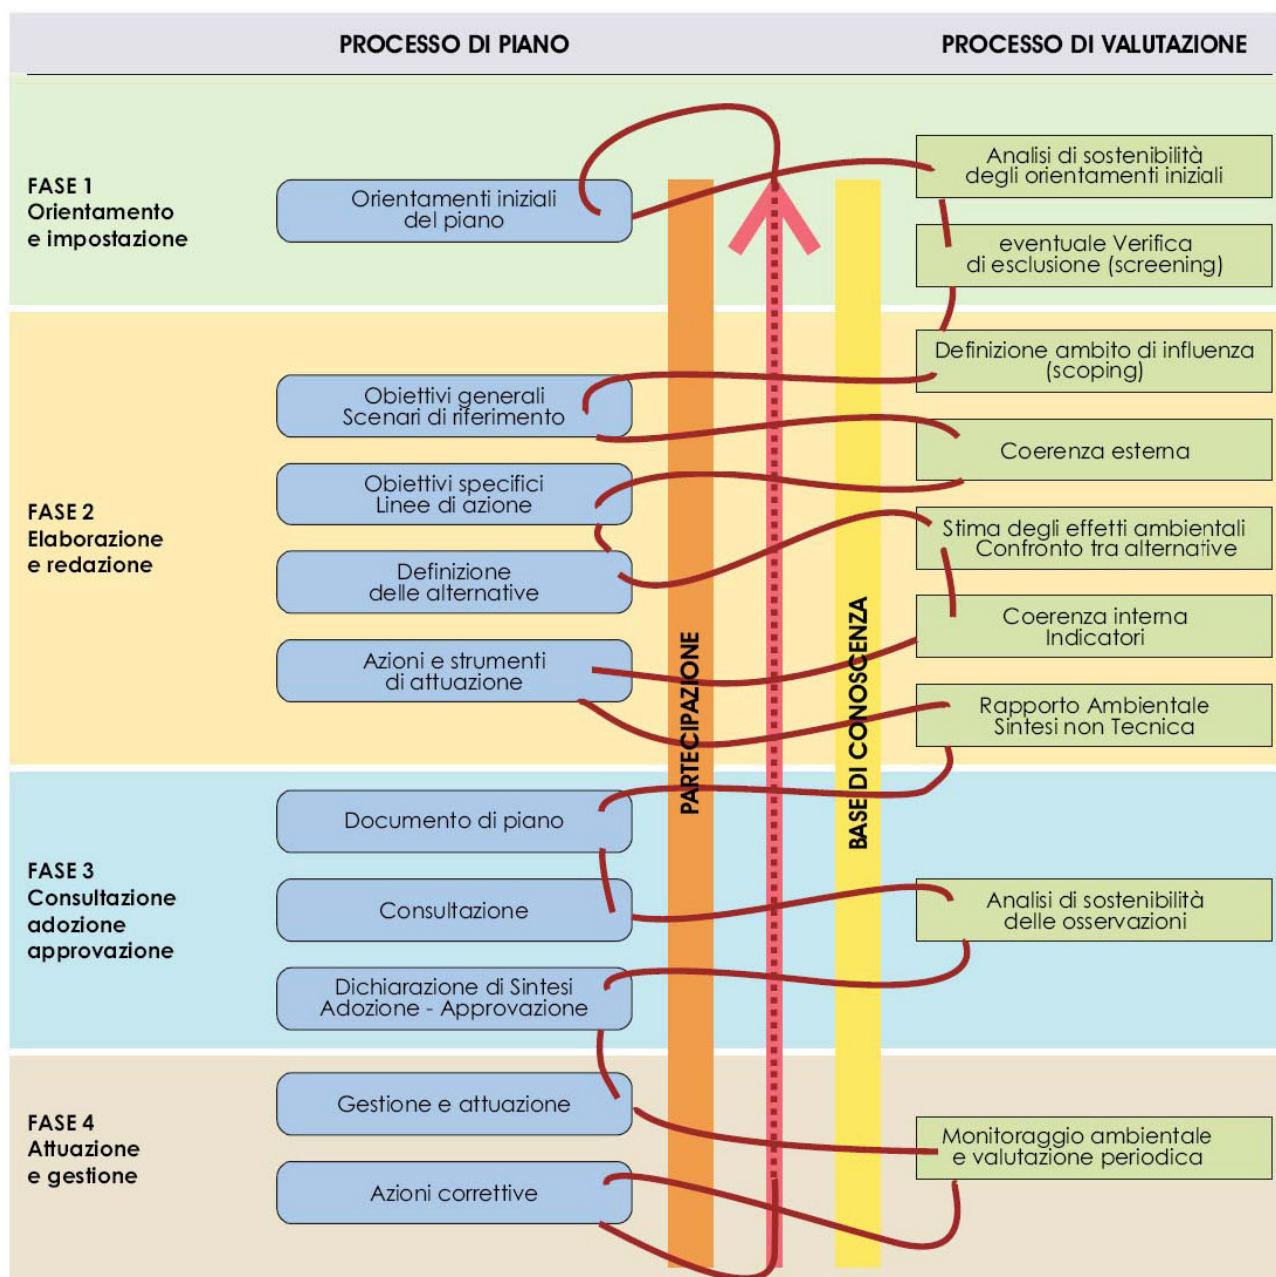 PROCESSO DI PIANO
PROCESSO DI VALUTAZIONE
FASE 1
Orientamento
e impostazione
Orientamenti iniziali
del piano
Analisi di sostenibilità
degli orientamenti iniziali
eventuale Verifica
di esclusione (screening)
FASE 2
Elaborazione
e redazione
Obiettivi generali
Scenari di riferimento
Obiettivi specifici
Linee di azione
Definizione
delle alternative
Azioni e strumenti
di attuazione
Definizione ambito di influenza
(scoping)
Coerenza esterna
Stima degli effetti ambientali
Confronto tra alternative
Coerenza interna
Indicatori
Rapporto Ambientale
Sintesi non Tecnica
PARTECIPAZIONE
BASE DI CONOSCENZA
FASE 3
Consultazione
adozione
approvazione
Documento di piano
Consultazione
Dichiarazione di Sintesi
Adozione - Approvazione
Analisi di sostenibilità
delle osservazioni
FASE 4
Attuazione
e gestione
Gestione e attuazione
Azioni correttive
Monitoraggio ambientale
e valutazione periodica